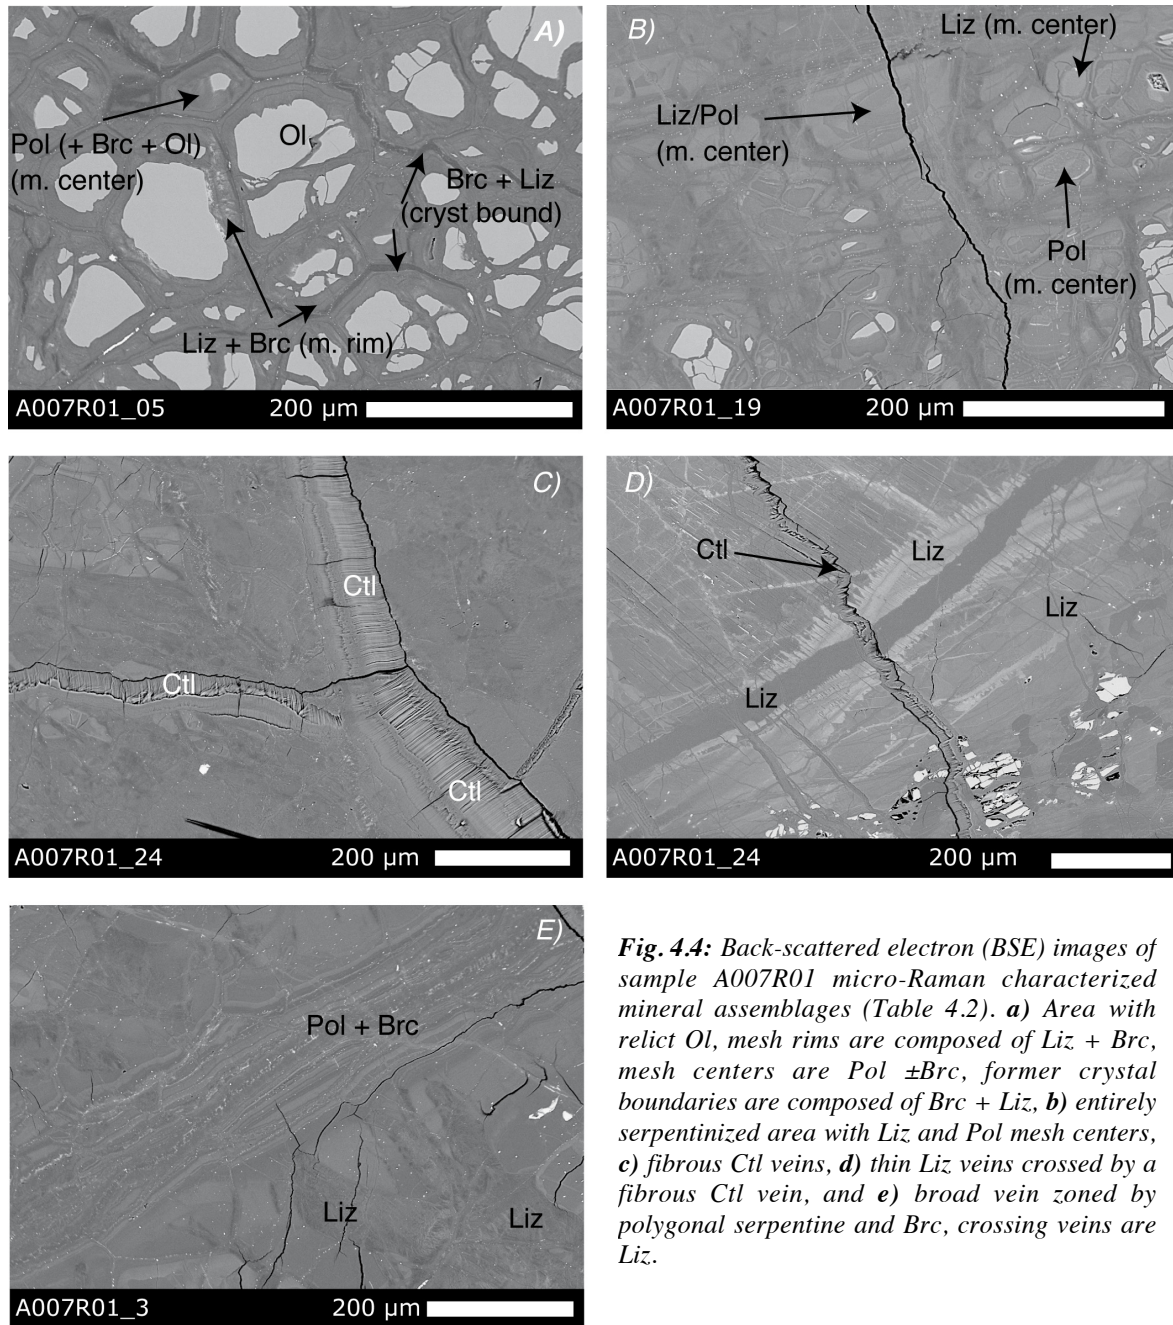 A)
Pol (+ Brc + Ol)
(m. center)
Ol
Brc + Liz
(cryst bound)
Liz + Brc (m. rim)
A007R01_05 200 µm
B)
Liz (m. center)
Liz/Pol
(m. center)
Pol
(m. center)
A007R01_19 200 µm
C)
Ctl
Ctl
Ctl
A007R01_24 200 µm
D)
Ctl
Liz
Liz
Liz
A007R01_24 200 µm
E)
Pol + Brc
Liz
Liz
A007R01_3 200 µm
Fig. 4.4: Back-scattered electron (BSE) images of
sample A007R01 micro-Raman characterized
mineral assemblages (Table 4.2). a) Area with
relict Ol, mesh rims are composed of Liz + Brc,
mesh centers are Pol ±Brc, former crystal
boundaries are composed of Brc + Liz, b) entirely
serpentinized area with Liz and Pol mesh centers,
c) fibrous Ctl veins, d) thin Liz veins crossed by a
fibrous Ctl vein, and e) broad vein zoned by
polygonal serpentine and Brc, crossing veins are
Liz.